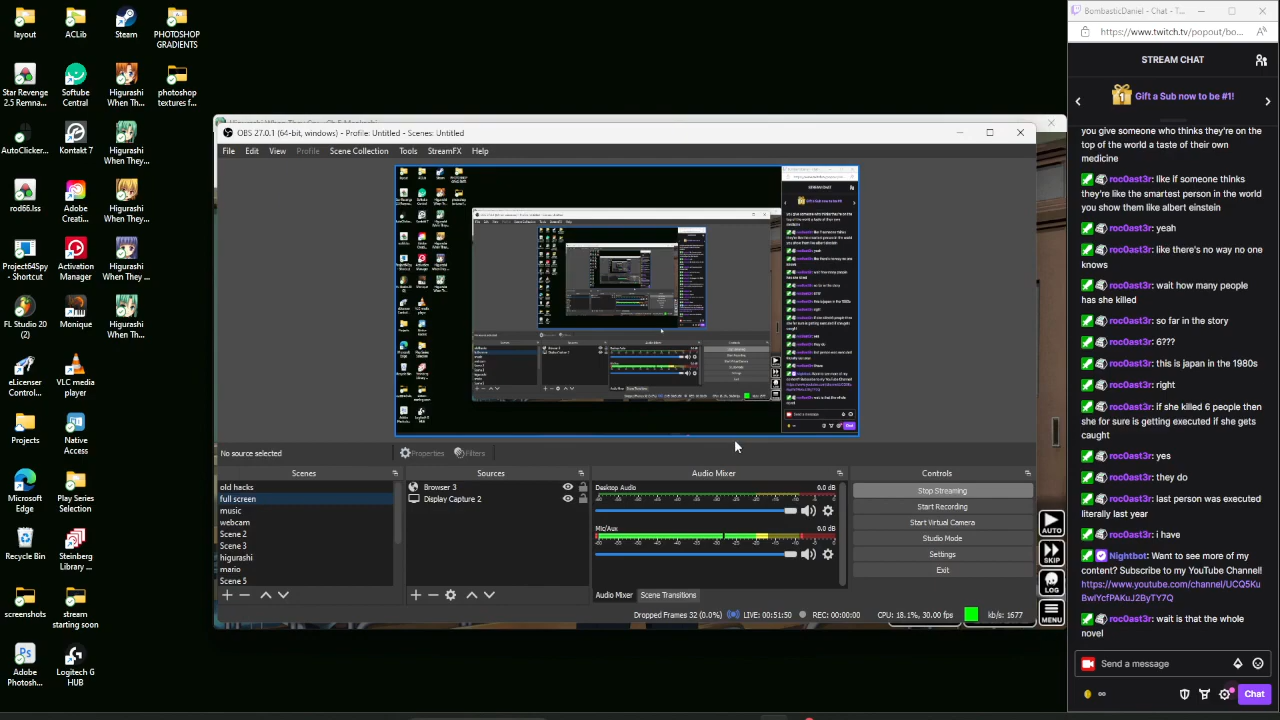 layout
ACLib
Steam
PHOTOSHOP
GRADIENTS
Star Revenge
2.5 Remna...
Softube
Central
Higurashi
When They...
photoshop
textures f...
AutoClicker...
Kontakt 7
Higurashi
When They ...
rod66.lss
Adobe
Creati...
Higurashi
When Th...
Project64Spy
- Shortcut
Activation
Manager
Higurashi
When Th...
FL Studio 20
Monique
Higurashi
When Th...
eLicenser
Control...
VLC media
player
Projects
Native
Access
Microsoft
Edge
Play Series
Selection
Recycle Bin
Steinberg
Library ...
screenshots
stream
starting soon
Adobe
Photosh...
Logitech G
HUB
OBS 27.0.1 (64-bit, windows) - Profile: Untitled - Scenes: Untitled
File Edit View Profile Scene Collection Tools StreamFX Help
No source selected
Properties
Filters
Scenes
old hacks
full screen
music
webcam
Scene 2
Scene 3
higurashi
mario
Scene 5
Sources
Browser 3
Display Capture 2
Audio Mixer
Desktop Audio
0.0 dB
Mic/Aux
0.0 dB
Audio Mixer
Scene Transitions
Controls
Stop Streaming
Start Recording
Start Virtual Camera
Studio Mode
Settings
Exit
Dropped Frames 32 (0.0%)
LIVE: 00:51:50
REC: 00:00:00
CPU: 18.1%, 30.00 fps
kb/s: 1677
AUTO
SKIP
LOG
MENU
BombasticDaniel - Chat - T...
https://www.twitch.tv/popout/bo...
STREAM CHAT
Gift a Sub now to be #1!
you give someone who thinks they're on the
top of the world a taste of their own
medicine
roc0ast3r: like if someone thinks
they're like the smartest person in the world
you show them like albert einstein
roc0ast3r: yeah
roc0ast3r: like there's no way he
knows
roc0ast3r: wait how many people
has she killed
roc0ast3r: so far in the story
roc0ast3r: bruh
roc0ast3r: this is japan in the 1980s
roc0ast3r: right
roc0ast3r: if she killed 3 people
she for sure is getting executed if she gets
caught
roc0ast3r: yes
roc0ast3r: they do
roc0ast3r: last person was executed
literally last year
roc0ast3r: i here
Nightbot: Want to see more of my
content? Subscribe to my YouTube Channel!
https://www.youtube.com/channel/UCQ5Ku
BwlYcfPAKuJ2ByTY7Q
roc0ast3r: wait is that the whole
novel
Send a message
Chat